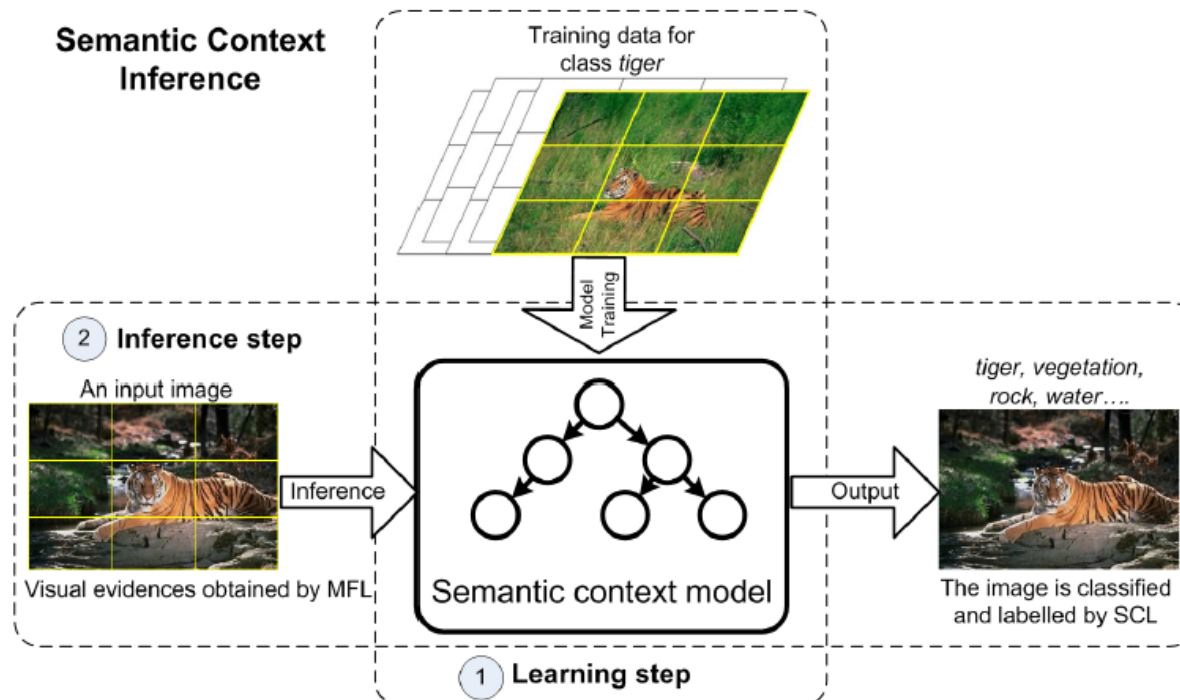 Semantic Context
Inference
Training data for
class tiger
Model
Training
2 Inference step
An input image
Inference
Visual evidences obtained by MFL
Semantic context model
Output
tiger, vegetation,
rock, water....
The image is classified
and labelled by SCL
1 Learning step